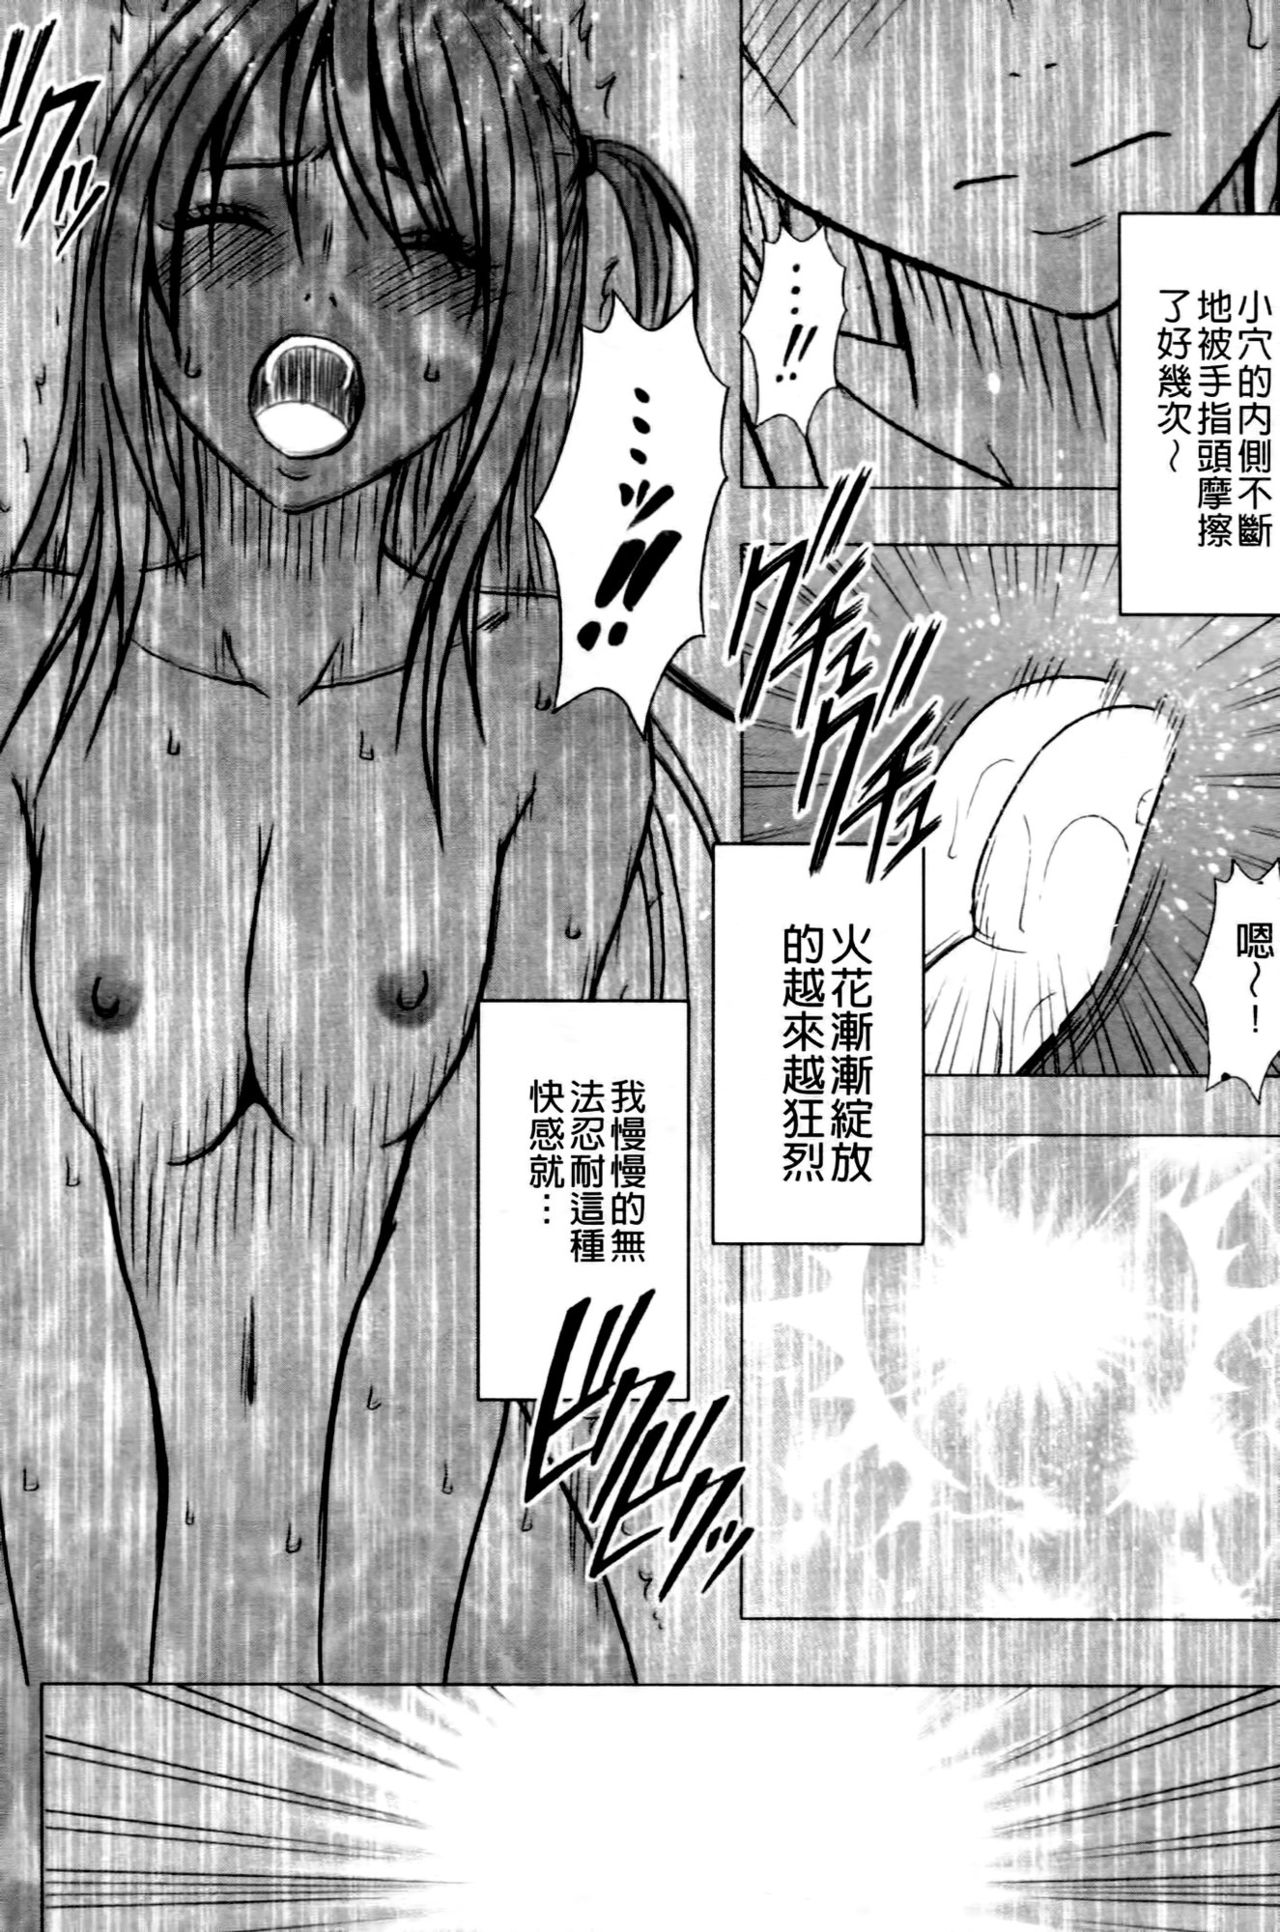 小穴的內側不斷
地被手指頭摩擦
了好幾次~
…!!
グチュグチュ
嗯~!
火花漸漸綻放
的越來越狂烈
…!!
我慢慢的無
法忍耐這種
快感就…
ビクビクッ